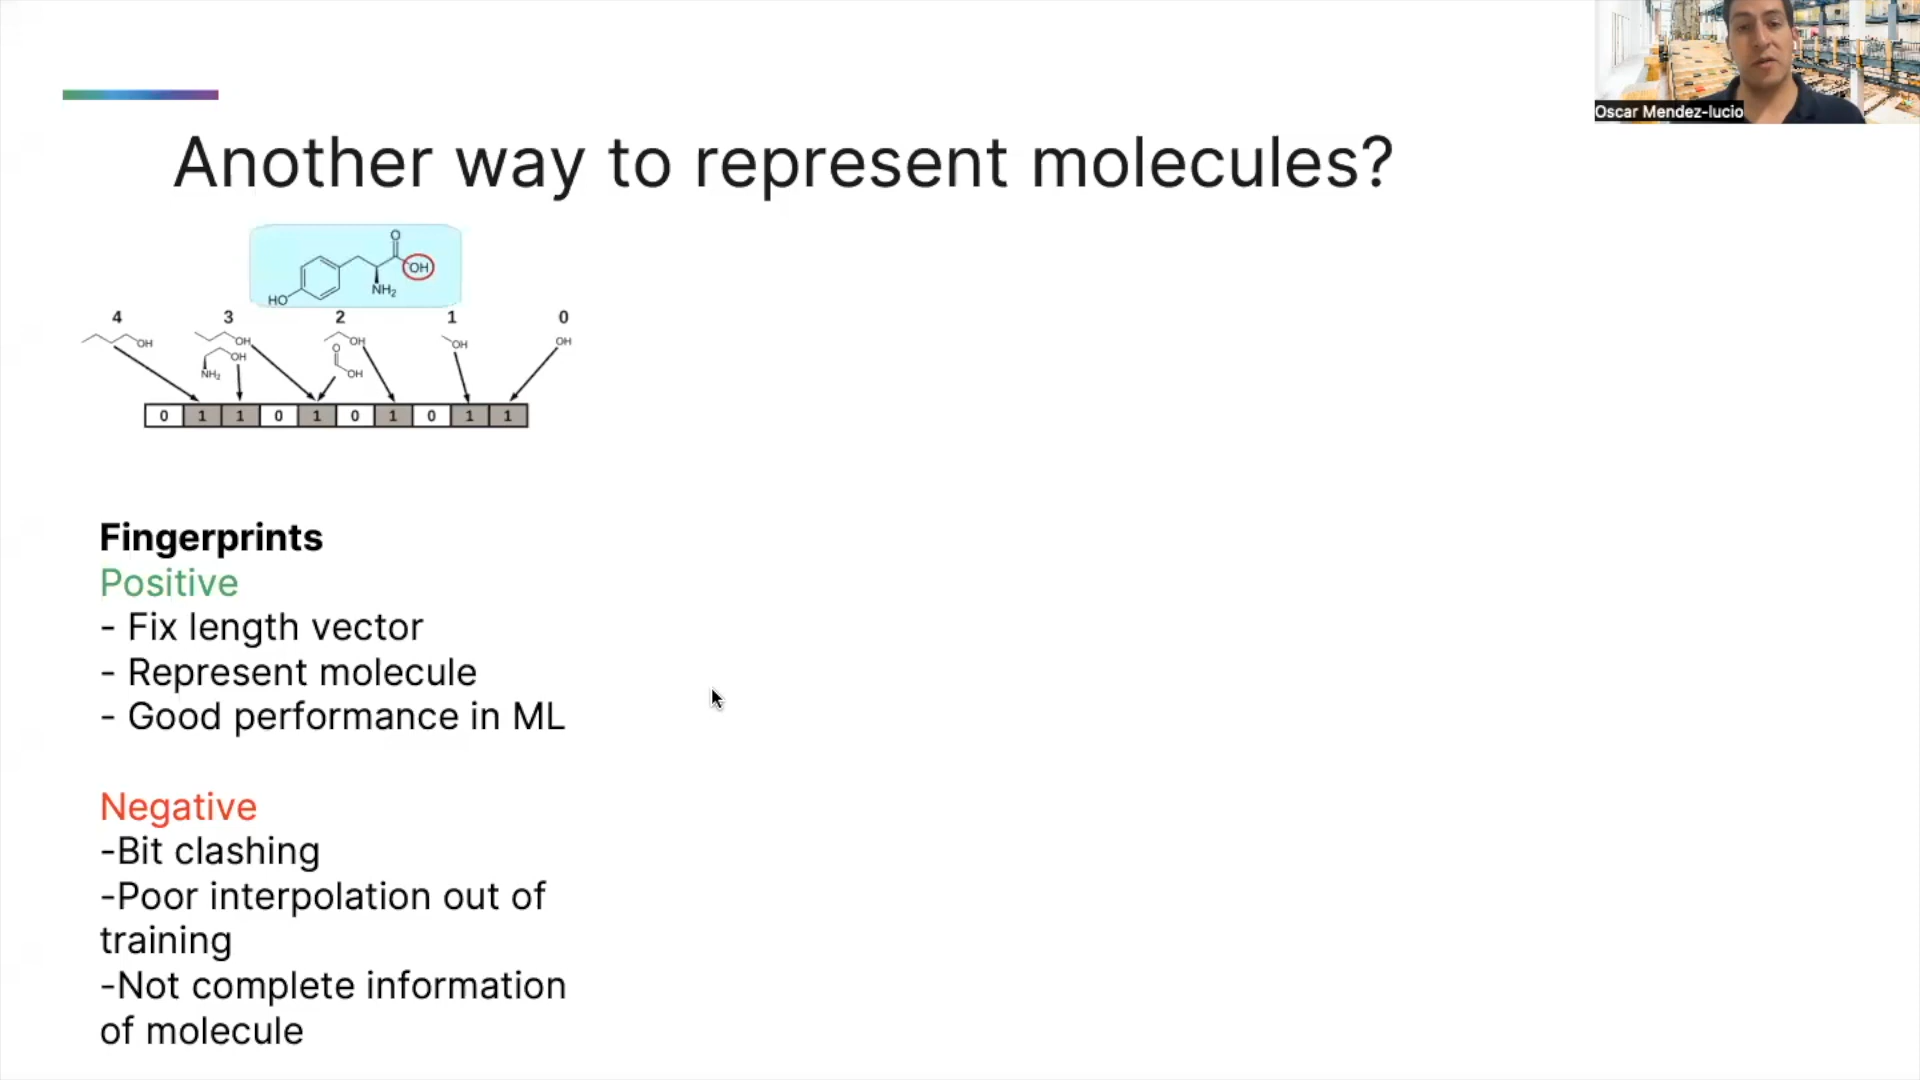 Oscar Mendez-lucio
Another way to represent molecules?
O
OH
NH₂
HO
4 3 2 1 0
OH OH OH OH OH
O
OH
NH₂
OH
0 1 1 0 1 0 1 0 1 1
Fingerprints
Positive
- Fix length vector
- Represent molecule
- Good performance in ML
Negative
-Bit clashing
-Poor interpolation out of
training
-Not complete information
of molecule